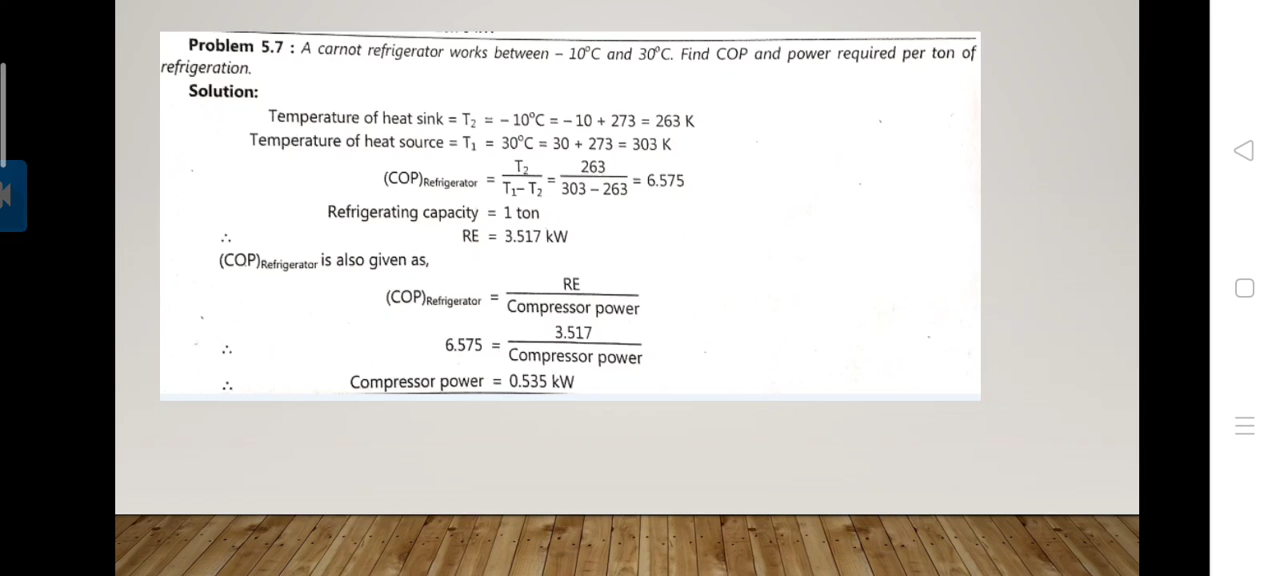 Problem 5.7 : A carnot refrigerator works between – 10°C and 30°C. Find COP and power required per ton of
refrigeration.
Solution:
Temperature of heat sink = T₂ = – 10°C = – 10 + 273 = 263 K
Temperature of heat source = T₁ = 30°C = 30 + 273 = 303 K
(COP)Refrigerator = T₂ / T₁– T₂ = 263 / 303 – 263 = 6.575
Refrigerating capacity = 1 ton
∴ RE = 3.517 kW
(COP)Refrigerator is also given as,
(COP)Refrigerator = RE / Compressor power
∴ 6.575 = 3.517 / Compressor power
∴ Compressor power = 0.535 kW